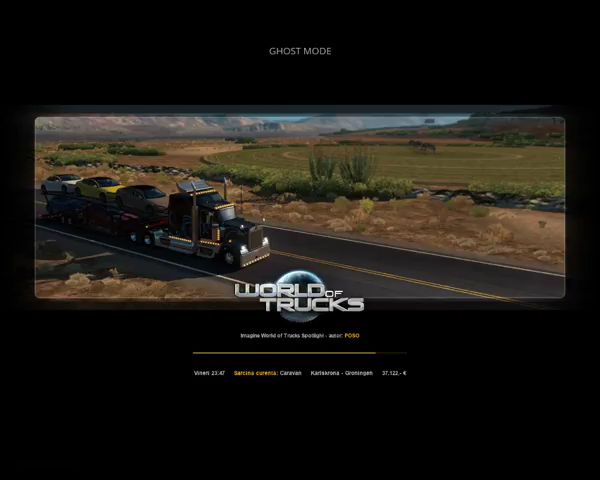 GHOST MODE
WORLD OF TRUCKS
Imagine World of Trucks Spotlight - autor: POSO
Vineri 23:47 Sarcina curentă: Caravan Karlskrona - Groningen 37.122,- €